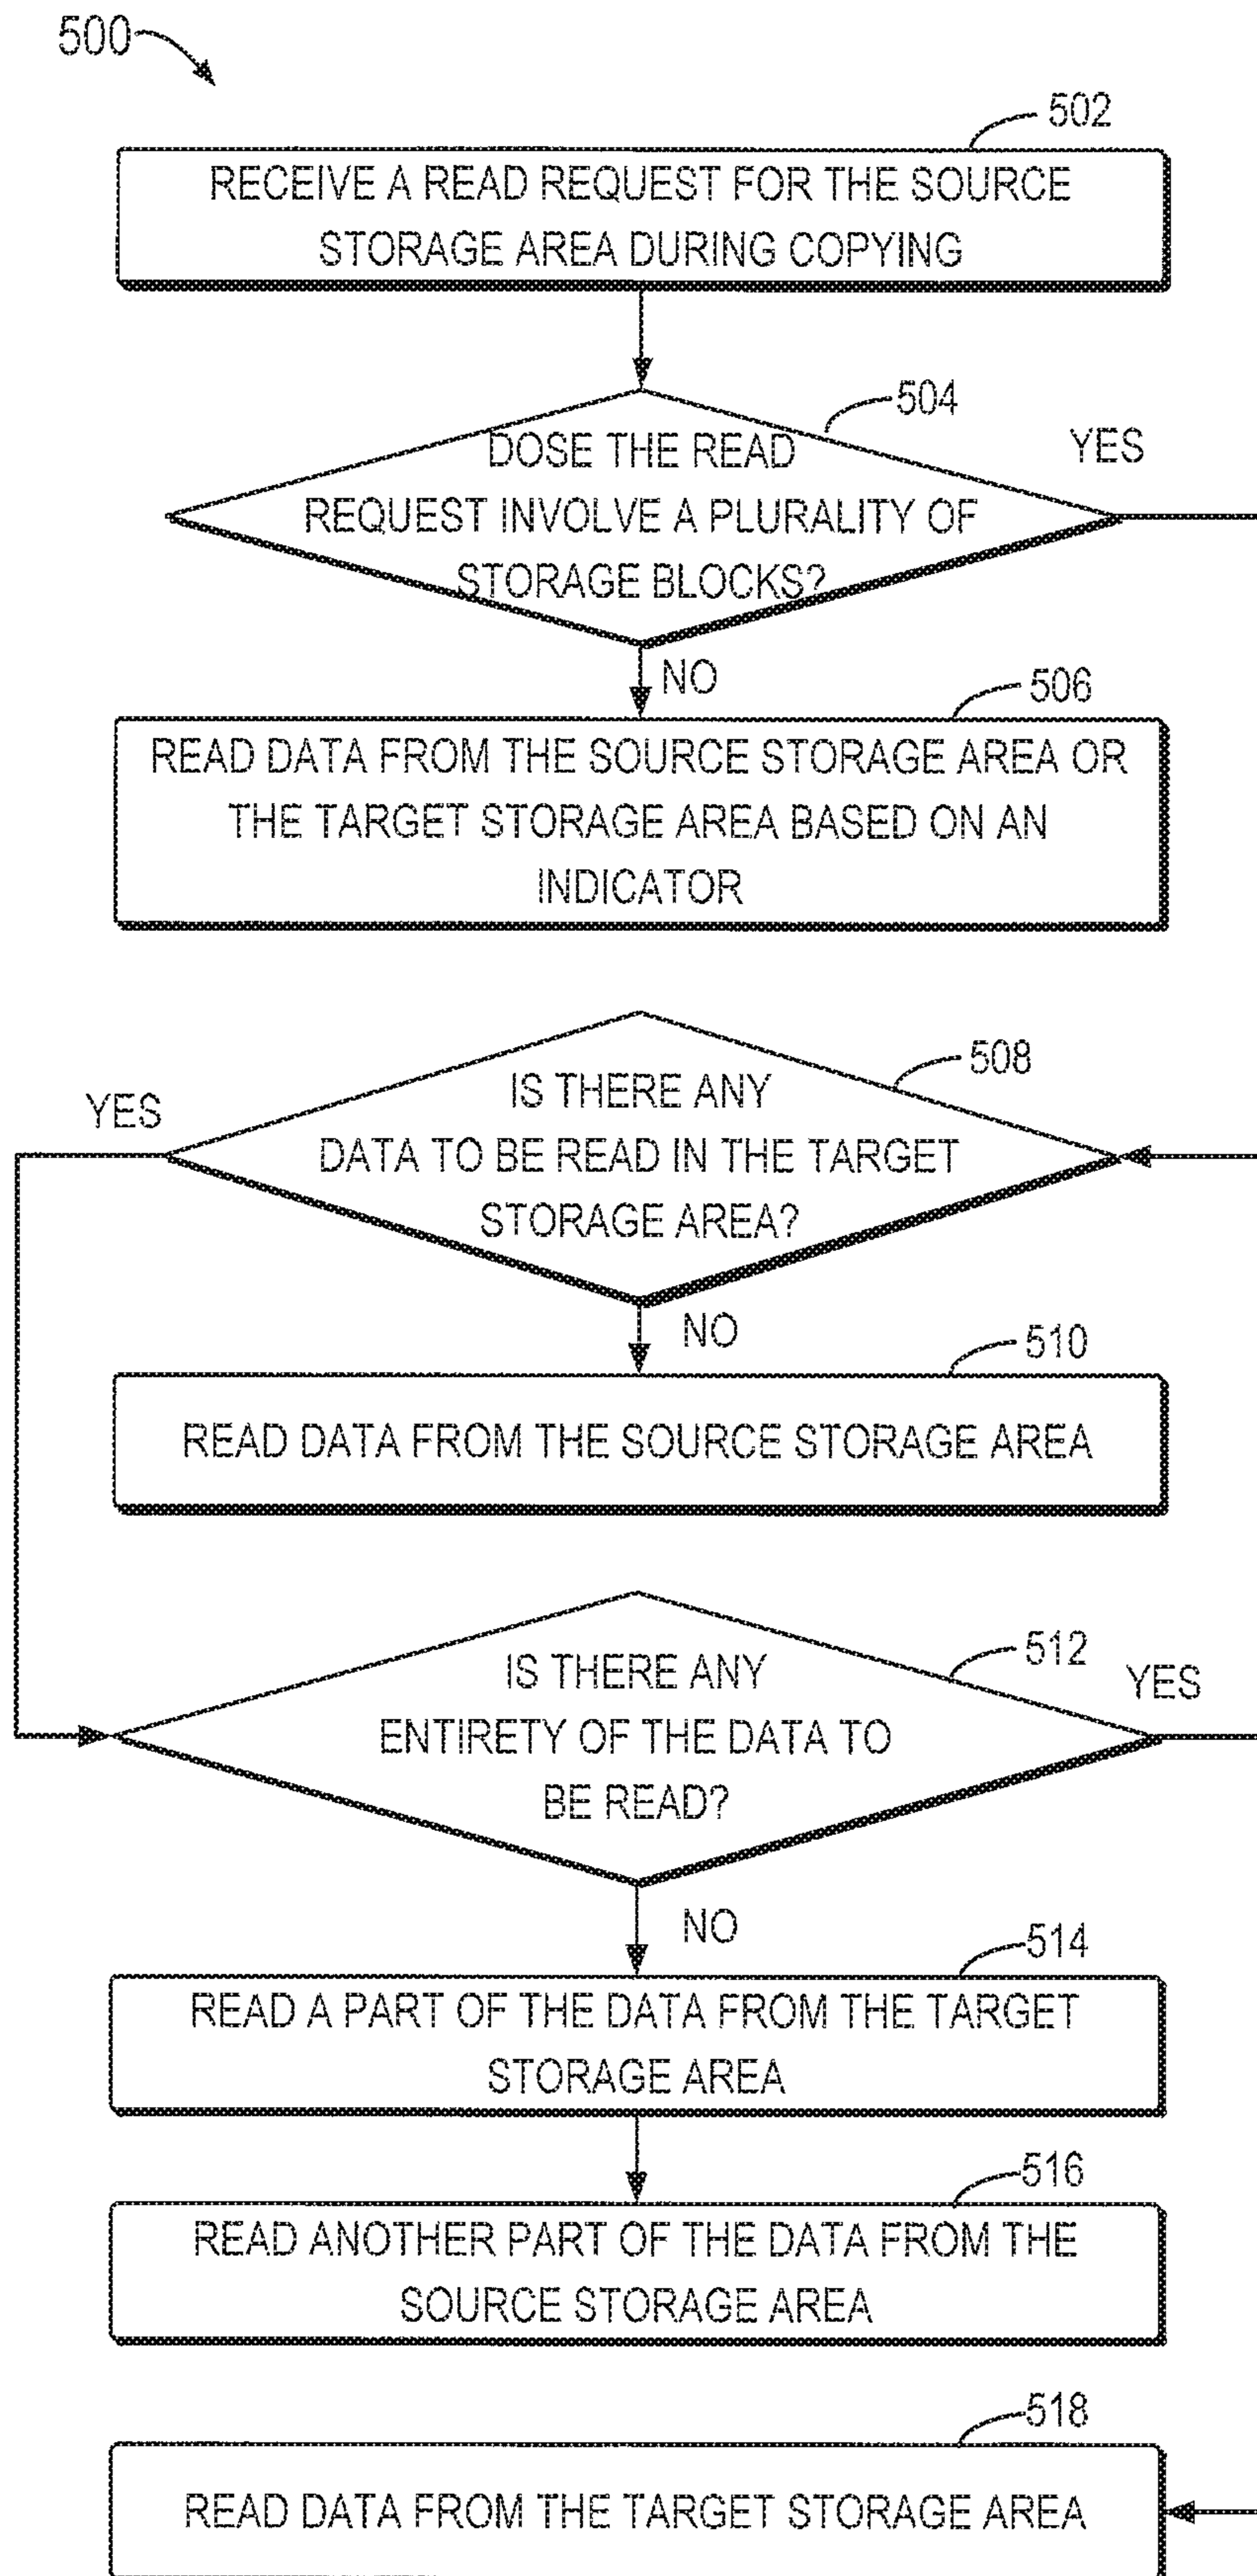 500
502
RECEIVE A READ REQUEST FOR THE SOURCE
STORAGE AREA DURING COPYING
504
DOSE THE READ
YES
REQUEST INVOLVE A PLURALITY OF
STORAGE BLOCKS?
NO
506
READ DATA FROM THE SOURCE STORAGE AREA OR
THE TARGET STORAGE AREA BASED ON AN
INDICATOR
508
IS THERE ANY
YES
DATA TO BE READ IN THE TARGET
STORAGE AREA?
NO
510
READ DATA FROM THE SOURCE STORAGE AREA
512
IS THERE ANY
YES
ENTIRETY OF THE DATA TO
BE READ?
NO
514
READ A PART OF THE DATA FROM THE TARGET
STORAGE AREA
516
READ ANOTHER PART OF THE DATA FROM THE
SOURCE STORAGE AREA
518
READ DATA FROM THE TARGET STORAGE AREA